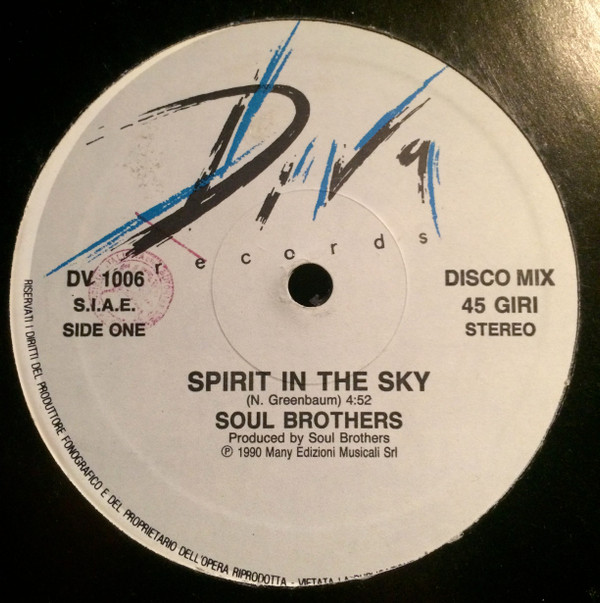 Diva
records
DV 1006
S.I.A.E.
SIDE ONE
DISCO MIX
45 GIRI
STEREO
SPIRIT IN THE SKY
(N. Greenbaum) 4:52
SOUL BROTHERS
Produced by Soul Brothers
℗ 1990 Many Edizioni Musicali Srl
RISERVATI I DIRITTI DEL PRODUTTORE FONOGRAFICO E DEL PROPRIETARIO DELL'OPERA RIPRODOTTA - VIETATA LA